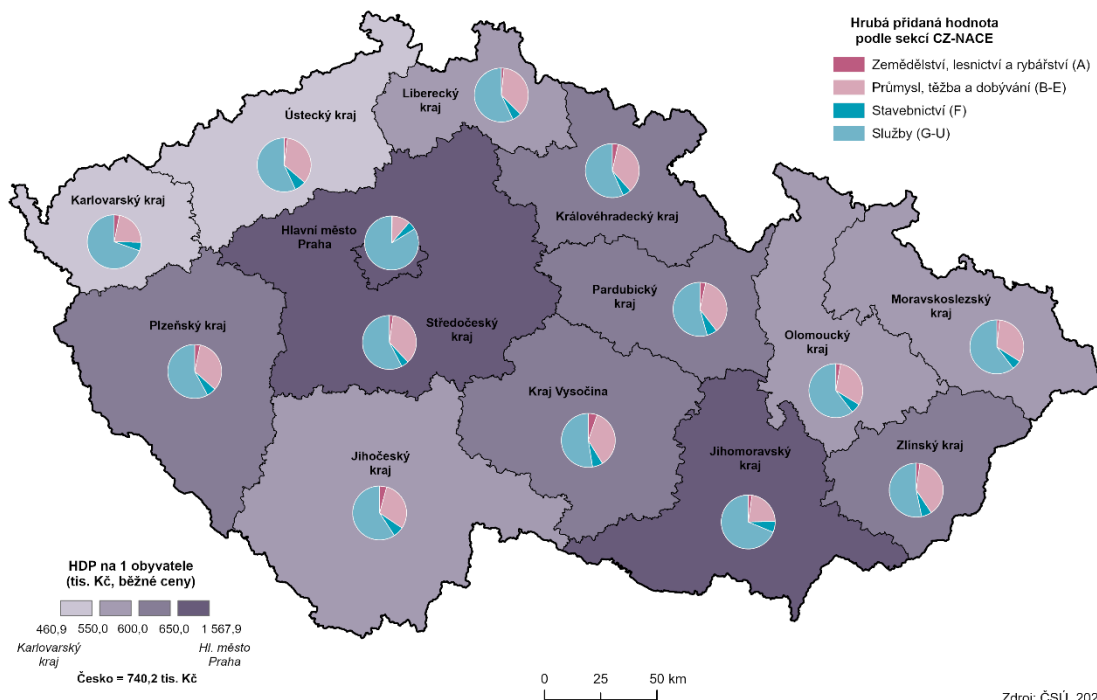 Hrubá přidaná hodnota
podle sekcí CZ-NACE
Zemědělství, lesnictví a rybářství (A)
Průmysl, těžba a dobývání (B-E)
Stavebnictví (F)
Služby (G-U)
Liberecký
kraj
Ústecký kraj
Karlovarský kraj
Královéhradecký kraj
Hlavní město
Praha
Pardubický
kraj
Moravskoslezský
kraj
Plzeňský kraj
Středočeský
kraj
Olomoucký
kraj
Kraj Vysočina
Jihočeský
kraj
Jihomoravský
kraj
Zlínský kraj
HDP na 1 obyvatele
(tis. Kč, běžné ceny)
460,9 550,0 600,0 650,0 1 567,9
Karlovarský
kraj
Hl. město
Praha
Česko = 740,2 tis. Kč
0 25 50 km
Zdroj: ČSÚ,